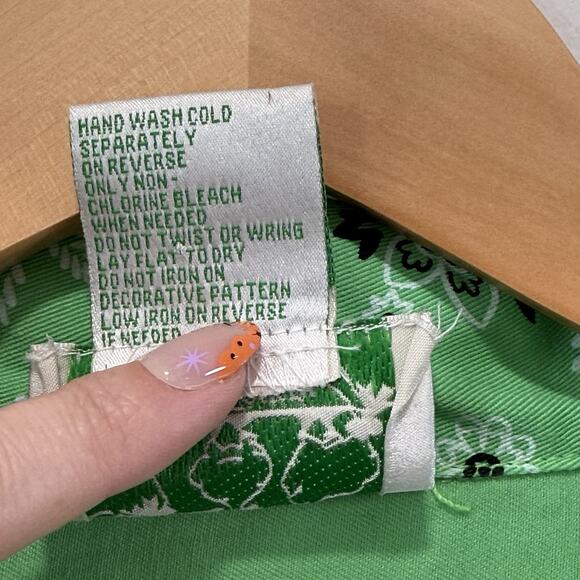 HAND WASH COLD
SEPARATELY
ON REVERSE
ONLY NON-
CHLORINE BLEACH
WHEN NEEDED
DO NOT TWIST OR WRING
LAY FLAT TO DRY
DO NOT IRON ON
DECORATIVE PATTERN
LOW IRON ON REVERSE
IF NEEDED